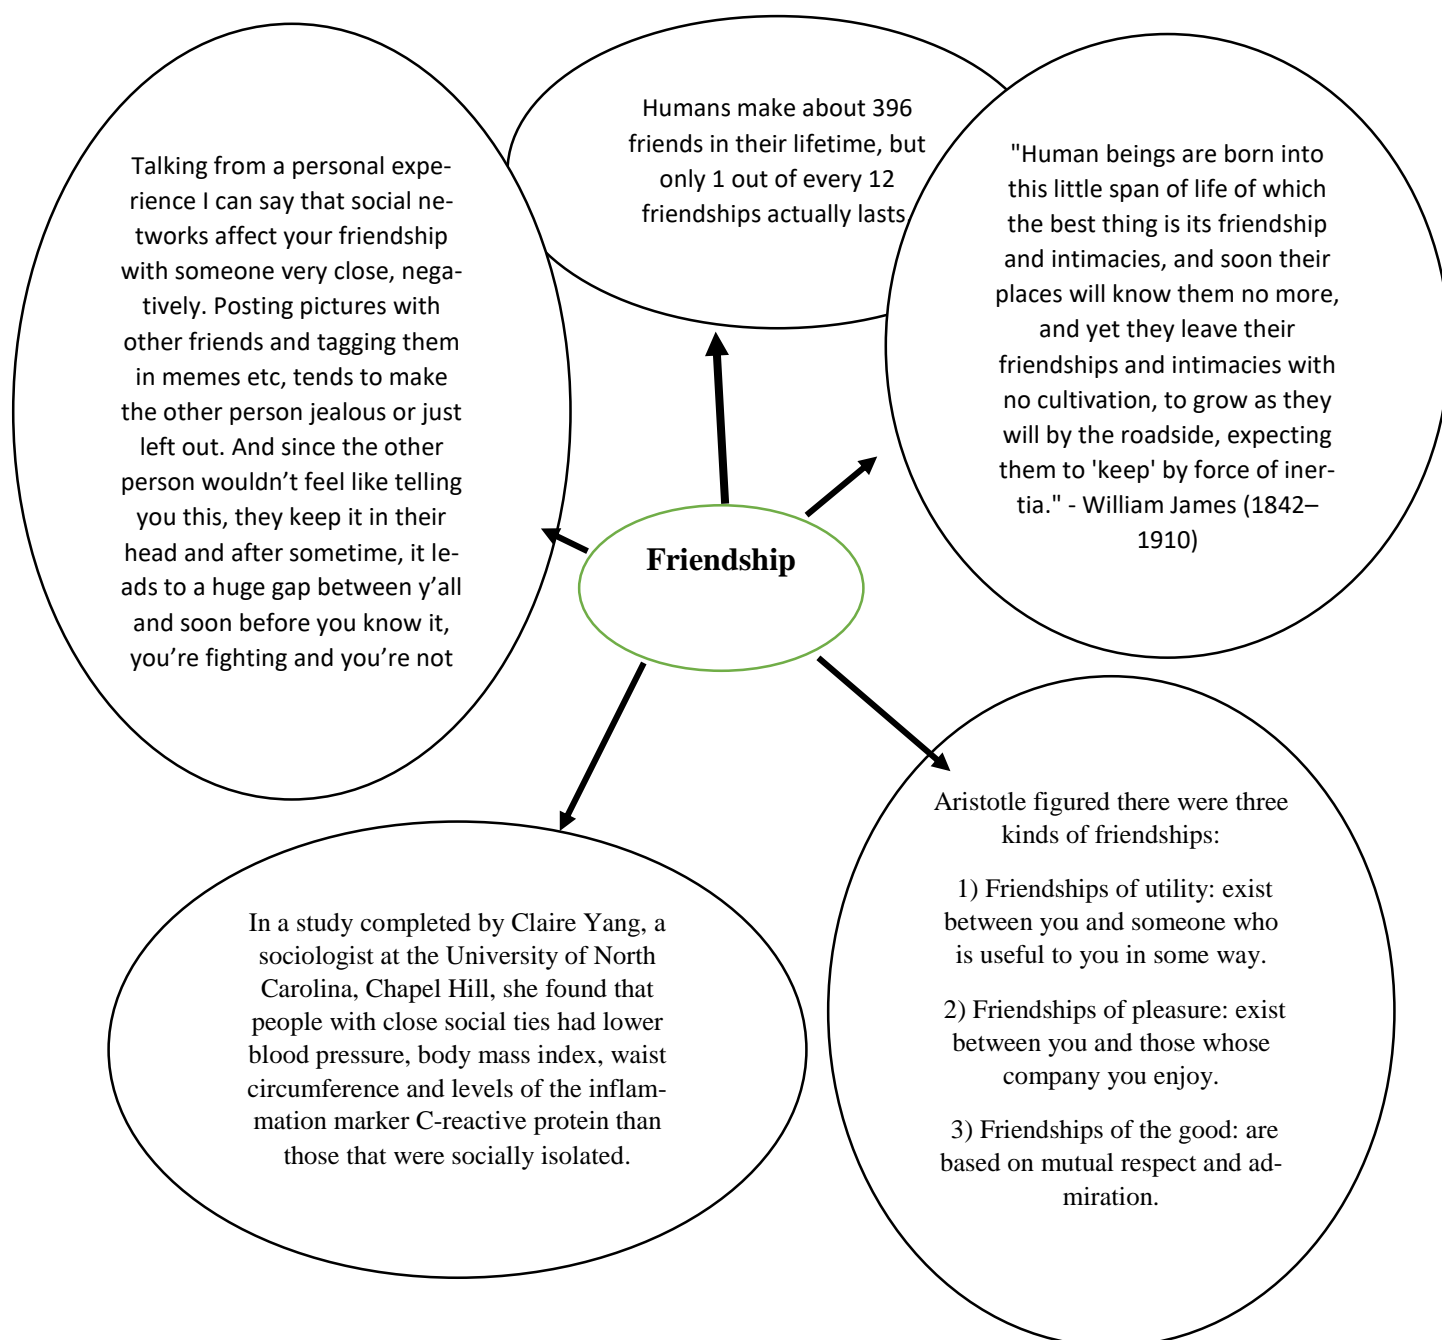 Humans make about 396
friends in their lifetime, but
only 1 out of every 12
friendships actually lasts
Talking from a personal expe-
rience I can say that social ne-
tworks affect your friendship
with someone very close, nega-
tively. Posting pictures with
other friends and tagging them
in memes etc, tends to make
the other person jealous or just
left out. And since the other
person wouldn’t feel like telling
you this, they keep it in their
head and after sometime, it le-
ads to a huge gap between y’all
and soon before you know it,
you’re fighting and you’re not
"Human beings are born into
this little span of life of which
the best thing is its friendship
and intimacies, and soon their
places will know them no more,
and yet they leave their
friendships and intimacies with
no cultivation, to grow as they
will by the roadside, expecting
them to 'keep' by force of iner-
tia." - William James (1842–
1910)
Friendship
In a study completed by Claire Yang, a
sociologist at the University of North
Carolina, Chapel Hill, she found that
people with close social ties had lower
blood pressure, body mass index, waist
circumference and levels of the inflam-
mation marker C-reactive protein than
those that were socially isolated.
Aristotle figured there were three
kinds of friendships:
1) Friendships of utility: exist
between you and someone who
is useful to you in some way.
2) Friendships of pleasure: exist
between you and those whose
company you enjoy.
3) Friendships of the good: are
based on mutual respect and ad-
miration.